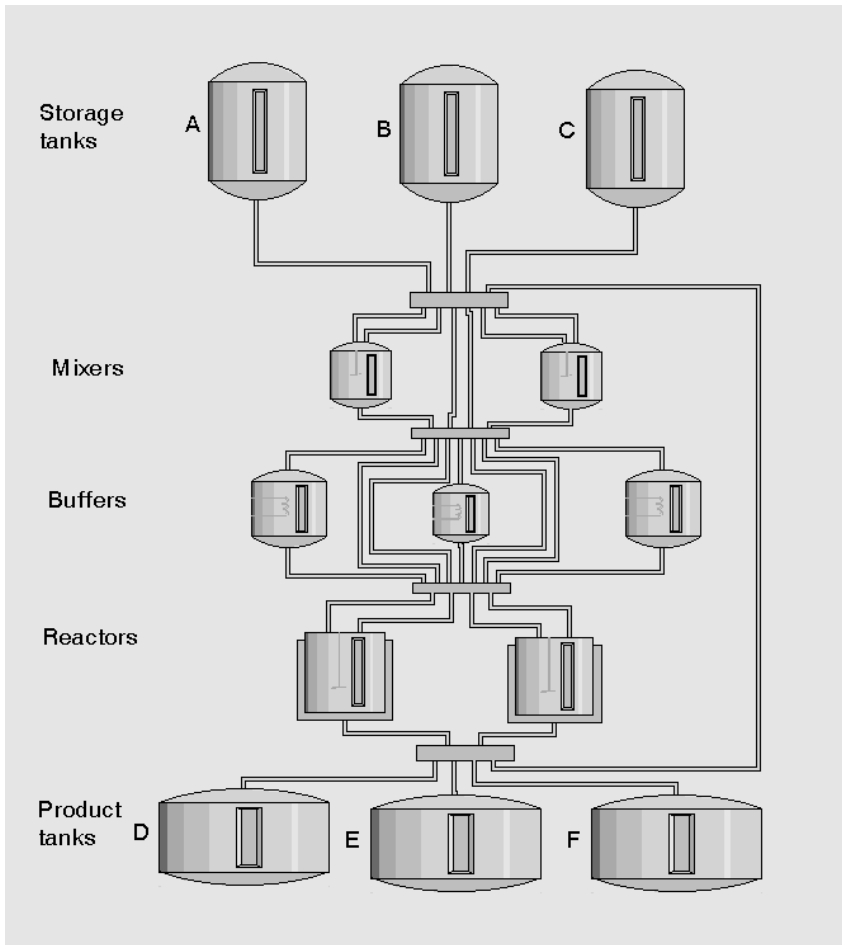 Storage
tanks
A
B
C
Mixers
Buffers
Reactors
Product
tanks
D
E
F